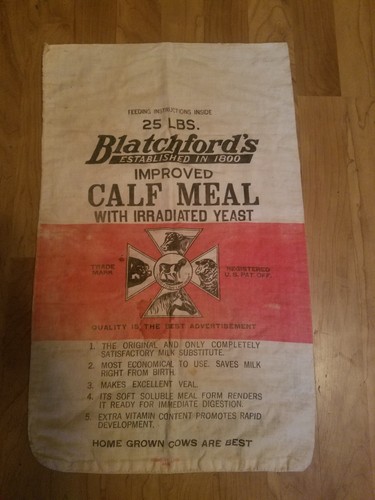 FEEDING INSTRUCTIONS INSIDE
25 LBS.
Blatchford's
ESTABLISHED IN 1800
IMPROVED
CALF MEAL
WITH IRRADIATED YEAST
TRADE MARK
REGISTERED U.S. PAT. OFF.
QUALITY IS THE BEST ADVERTISEMENT
1. THE ORIGINAL AND ONLY COMPLETELY
SATISFACTORY MILK SUBSTITUTE.
2. MOST ECONOMICAL TO USE. SAVES MILK
RIGHT FROM BIRTH.
3. MAKES EXCELLENT VEAL.
4. ITS SOFT SOLUBLE MEAL FORM RENDERS
IT READY FOR IMMEDIATE DIGESTION.
5. EXTRA VITAMIN CONTENT PROMOTES RAPID
DEVELOPMENT.
HOME GROWN COWS ARE BEST